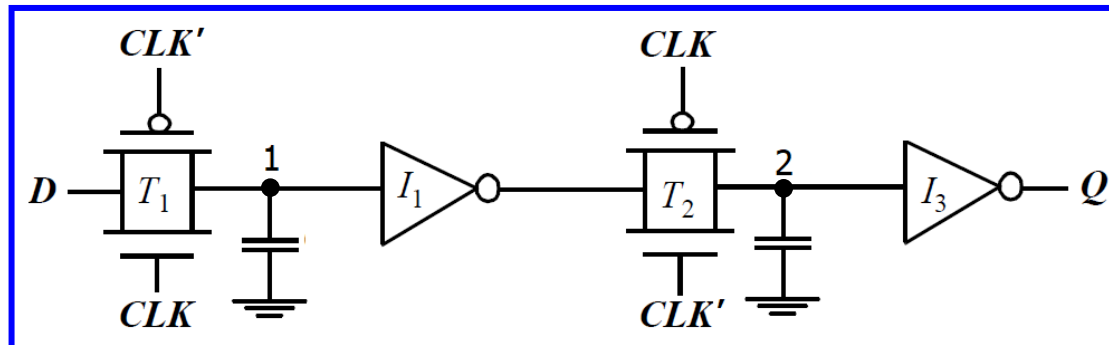 CLK′ CLK
1 2
D T₁ I₁ T₂ I₃ Q
CLK CLK′